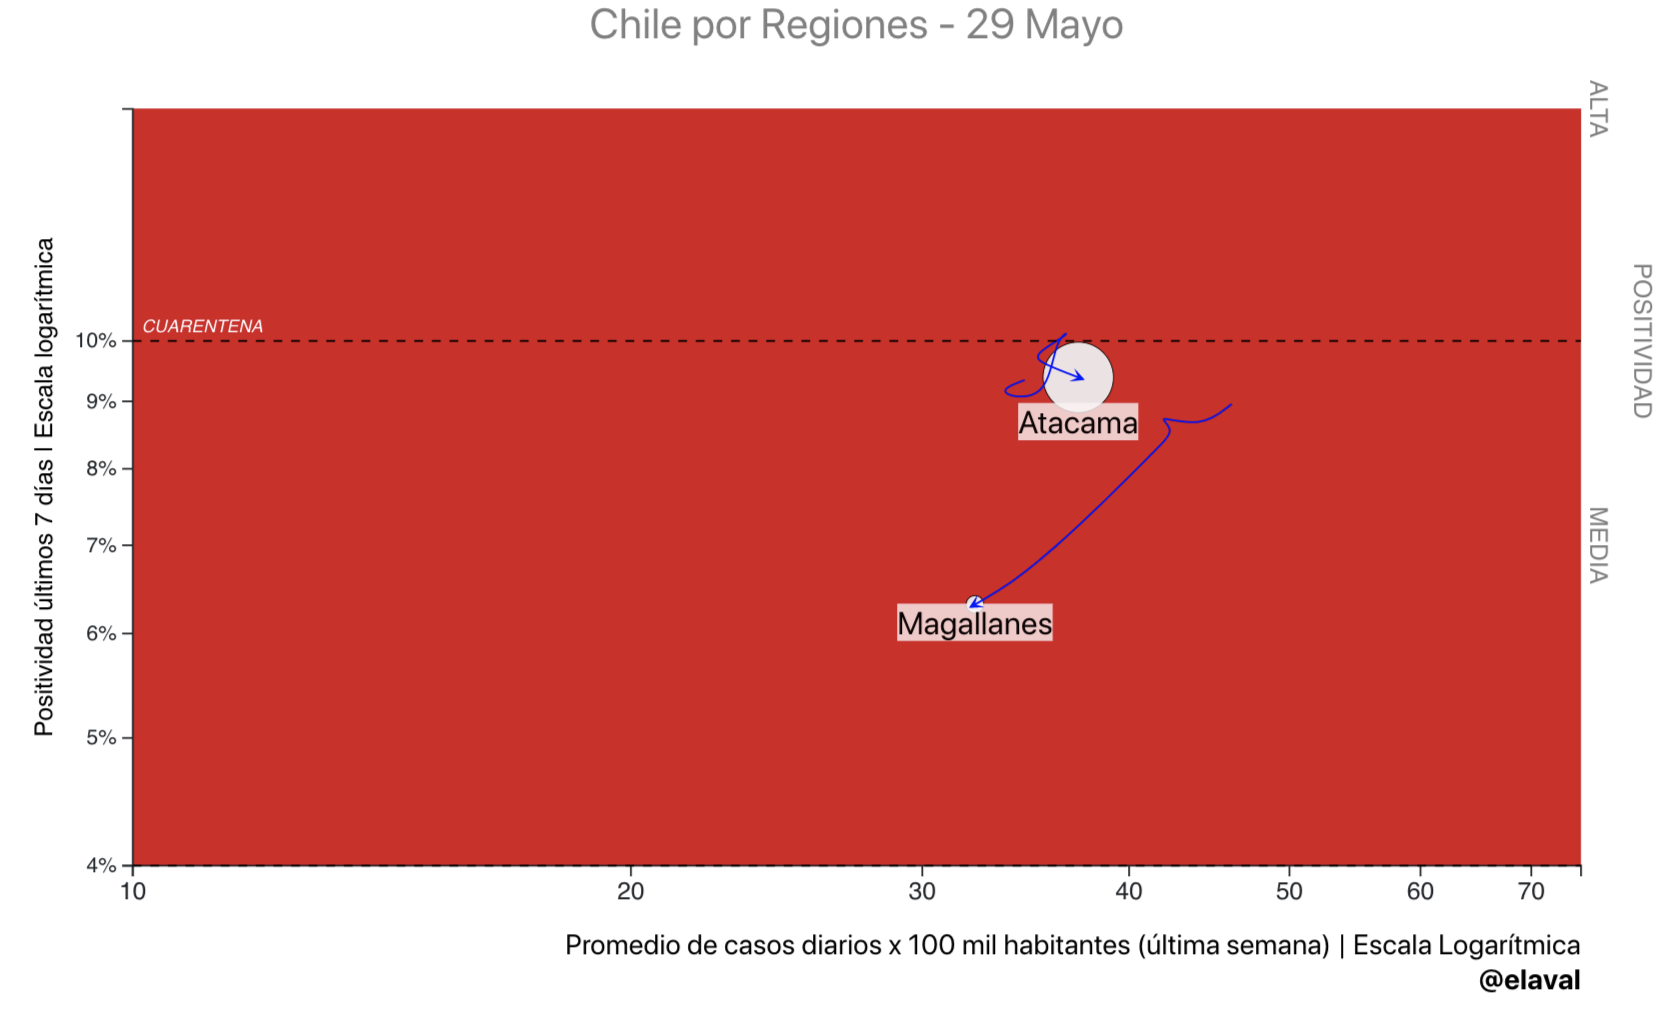 Chile por Regiones - 29 Mayo
ALTA
POSITIVIDAD
MEDIA
Positividad últimos 7 días | Escala logarítmica
CUARENTENA
10%
9%
8%
7%
6%
5%
4%
Atacama
Magallanes
10 20 30 40 50 60 70
Promedio de casos diarios x 100 mil habitantes (última semana) | Escala Logarítmica
@elaval